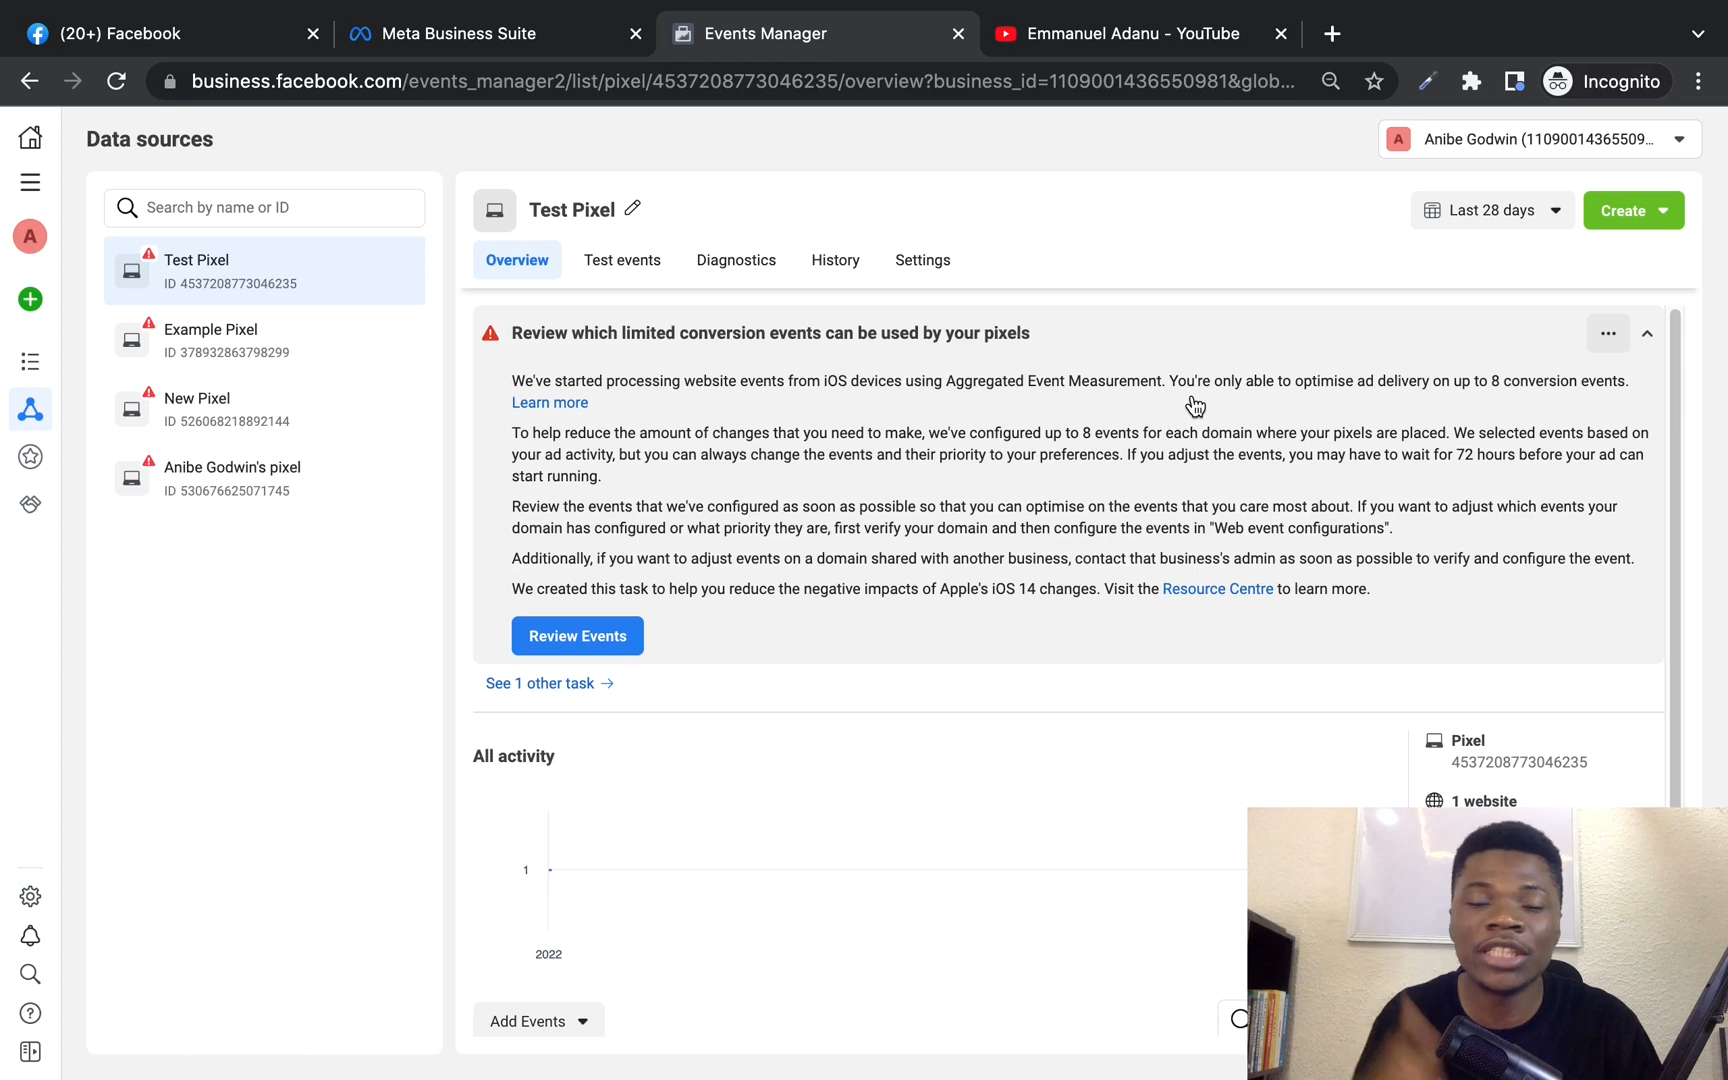 (20+) Facebook
Meta Business Suite
Events Manager
Emmanuel Adanu - YouTube
business.facebook.com/events_manager2/list/pixel/4537208773046235/overview?business_id=1109001436550981&glob...
Incognito
Data sources
A
Anibe Godwin (11090014365509...
Search by name or ID
Test Pixel
ID 4537208773046235
Example Pixel
ID 378932863798299
New Pixel
ID 526068218892144
Anibe Godwin's pixel
ID 530676625071745
A
Test Pixel
Last 28 days
Create
Overview
Test events
Diagnostics
History
Settings
Review which limited conversion events can be used by your pixels
We've started processing website events from iOS devices using Aggregated Event Measurement. You're only able to optimise ad delivery on up to 8 conversion events.
Learn more
To help reduce the amount of changes that you need to make, we've configured up to 8 events for each domain where your pixels are placed. We selected events based on
your ad activity, but you can always change the events and their priority to your preferences. If you adjust the events, you may have to wait for 72 hours before your ad can
start running.
Review the events that we've configured as soon as possible so that you can optimise on the events that you care most about. If you want to adjust which events your
domain has configured or what priority they are, first verify your domain and then configure the events in "Web event configurations".
Additionally, if you want to adjust events on a domain shared with another business, contact that business's admin as soon as possible to verify and configure the event.
We created this task to help you reduce the negative impacts of Apple's iOS 14 changes. Visit the Resource Centre to learn more.
Review Events
See 1 other task →
All activity
Pixel
4537208773046235
1 website
1
2022
Add Events